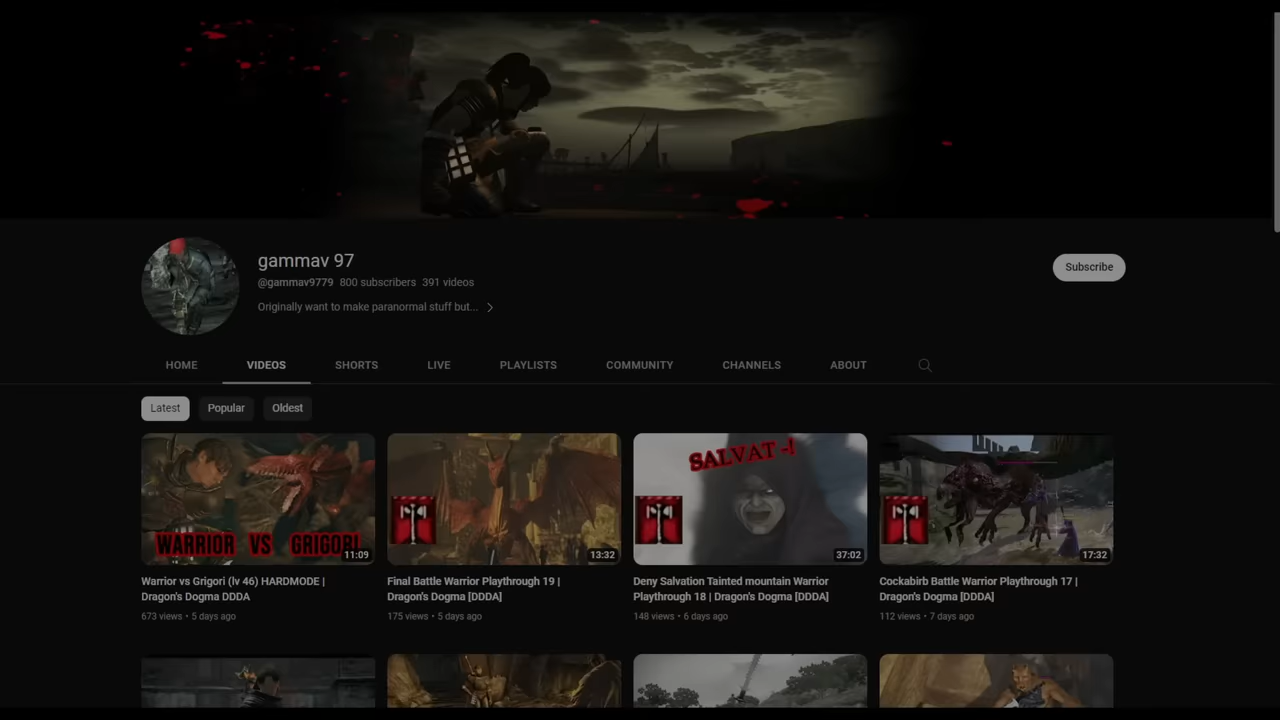 gammav 97
@gammav9779 800 subscribers 391 videos
Originally want to make paranormal stuff but...
Subscribe
HOME VIDEOS SHORTS LIVE PLAYLISTS COMMUNITY CHANNELS ABOUT
Latest Popular Oldest
WARRIOR VS GRIGORI
11:09
13:32
SALVAT -!
37:02
17:32
Warrior vs Grigori (lv 46) HARDMODE |
Dragon's Dogma DDDA
673 views • 5 days ago
Final Battle Warrior Playthrough 19 |
Dragon's Dogma [DDDA]
175 views • 5 days ago
Deny Salvation Tainted mountain Warrior
Playthrough 18 | Dragon's Dogma [DDDA]
148 views • 6 days ago
Cockabirb Battle Warrior Playthrough 17 |
Dragon's Dogma [DDDA]
112 views • 7 days ago